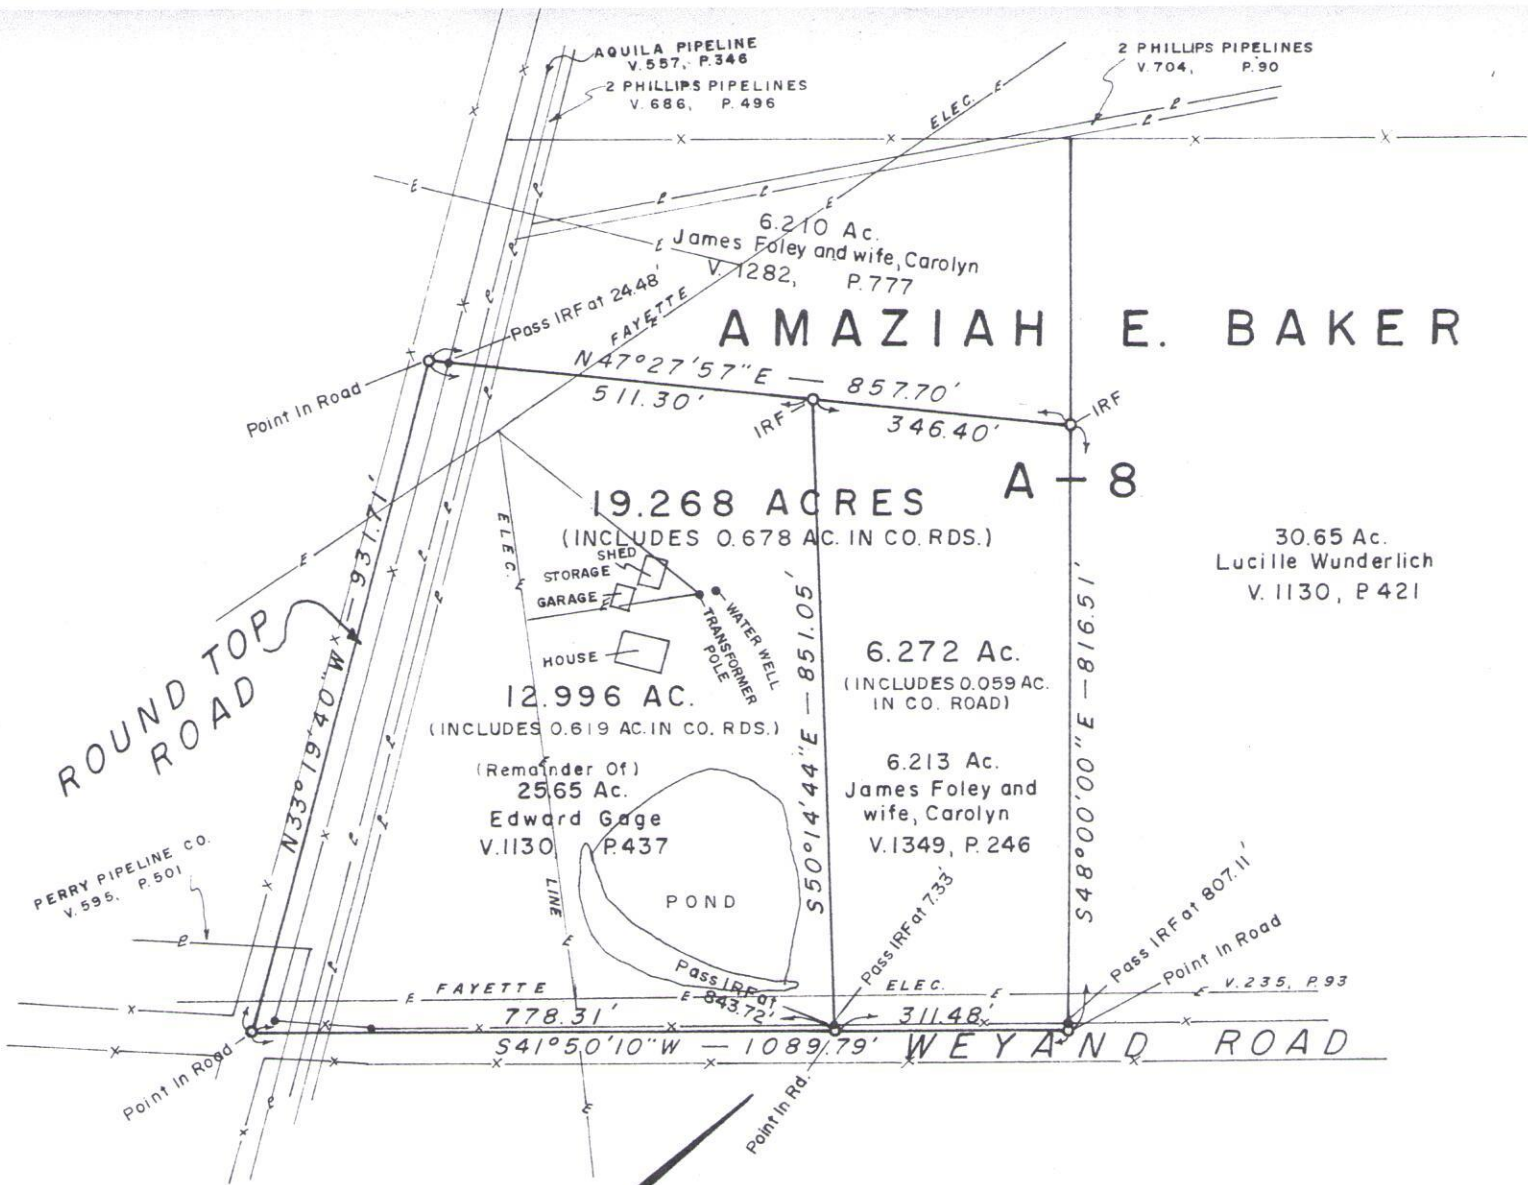 AQUILA PIPELINE
V.557, P.346
2 PHILLIPS PIPELINES
V. 686, P. 496
2 PHILLIPS PIPELINES
V. 704, P. 90
ELEC.
6.210 Ac.
James Foley and wife, Carolyn
V. 1282, P. 777
Pass IRF at 24.48'
FAYETTE
AMAZIAH E. BAKER
Point In Road
N 47°27'57"E — 857.70'
511.30'
IRF
346.40'
IRF
A-8
19.268 ACRES
(INCLUDES 0.678 AC. IN CO. RDS.)
ELEC.
SHED
STORAGE
GARAGE
HOUSE
WATER WELL
TRANSFORMER
POLE
30.65 Ac.
Lucille Wunderlich
V. 1130, P 421
ROUND TOP
ROAD
N33°19'40"W — 931.71'
12.996 AC.
(INCLUDES 0.619 AC. IN CO. RDS.)
(Remainder Of)
25.65 Ac.
Edward Gage
V.1130 P.437
S50°14'44"E — 851.05'
6.272 Ac.
(INCLUDES 0.059 AC.
IN CO. ROAD)
6.213 Ac.
James Foley and
wife, Carolyn
V. 1349, P. 246
S48°00'00"E — 816.51'
PERRY PIPELINE CO.
V. 595, P. 501
LINE
POND
Pass IRF at
843.72'
Pass IRF at 7.33'
Pass IRF at 807.11'
Point In Road
FAYETTE
ELEC.
V. 235, P. 93
778.31'
311.48'
S41°50'10"W — 1089.79'
WEYAND ROAD
Point In Road
Point In Rd.